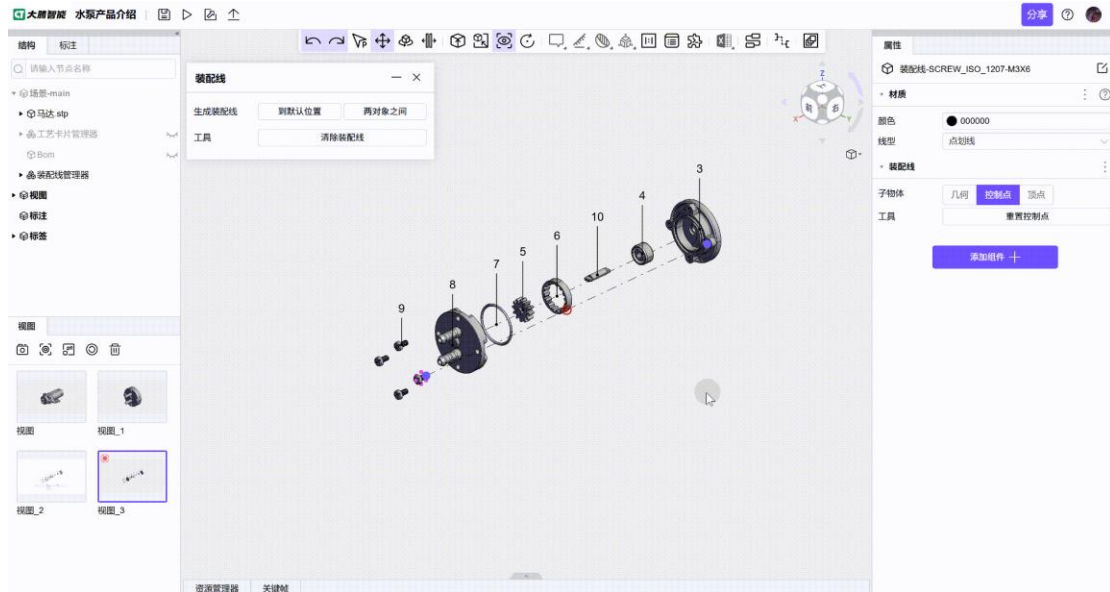 大腾智能 水泵产品介绍
分享
结构 标注
请输入节点名称
场景-main
马达.stp
工艺卡片管理器
Bom
装配线管理器
视图
标注
标签
视图
视图 视图_1
视图_2 视图_3
装配线
生成装配线 到默认位置 两对象之间
工具 清除装配线
Z
X
Y
前 右
3
4
10
6
5
7
8
9
资源管理器 关键帧
属性
装配线-SCREW_ISO_1207-M3X6
材质
颜色 000000
线型 点划线
装配线
子物体 几何 控制点 顶点
工具 重置控制点
添加组件